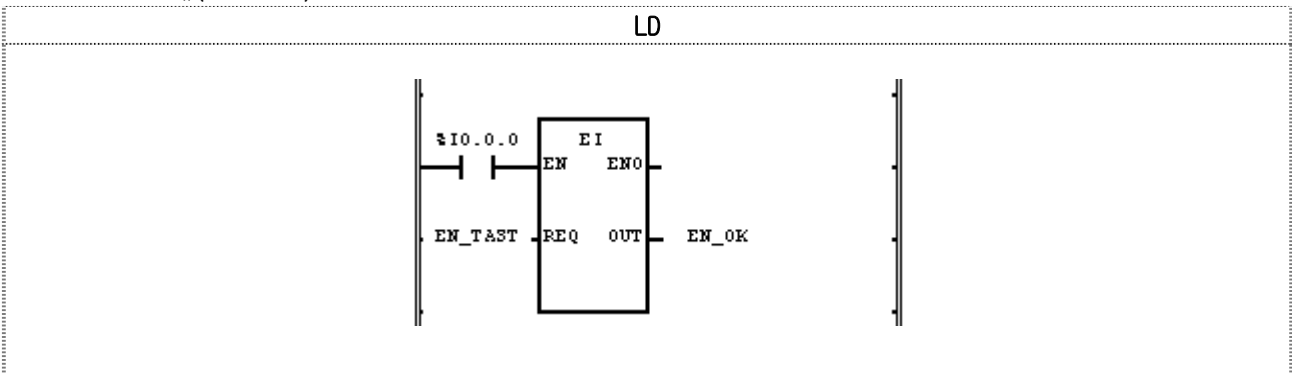 LD
%I0.0.0
EI
EN ENO
EN_TAST REQ OUT EN_OK